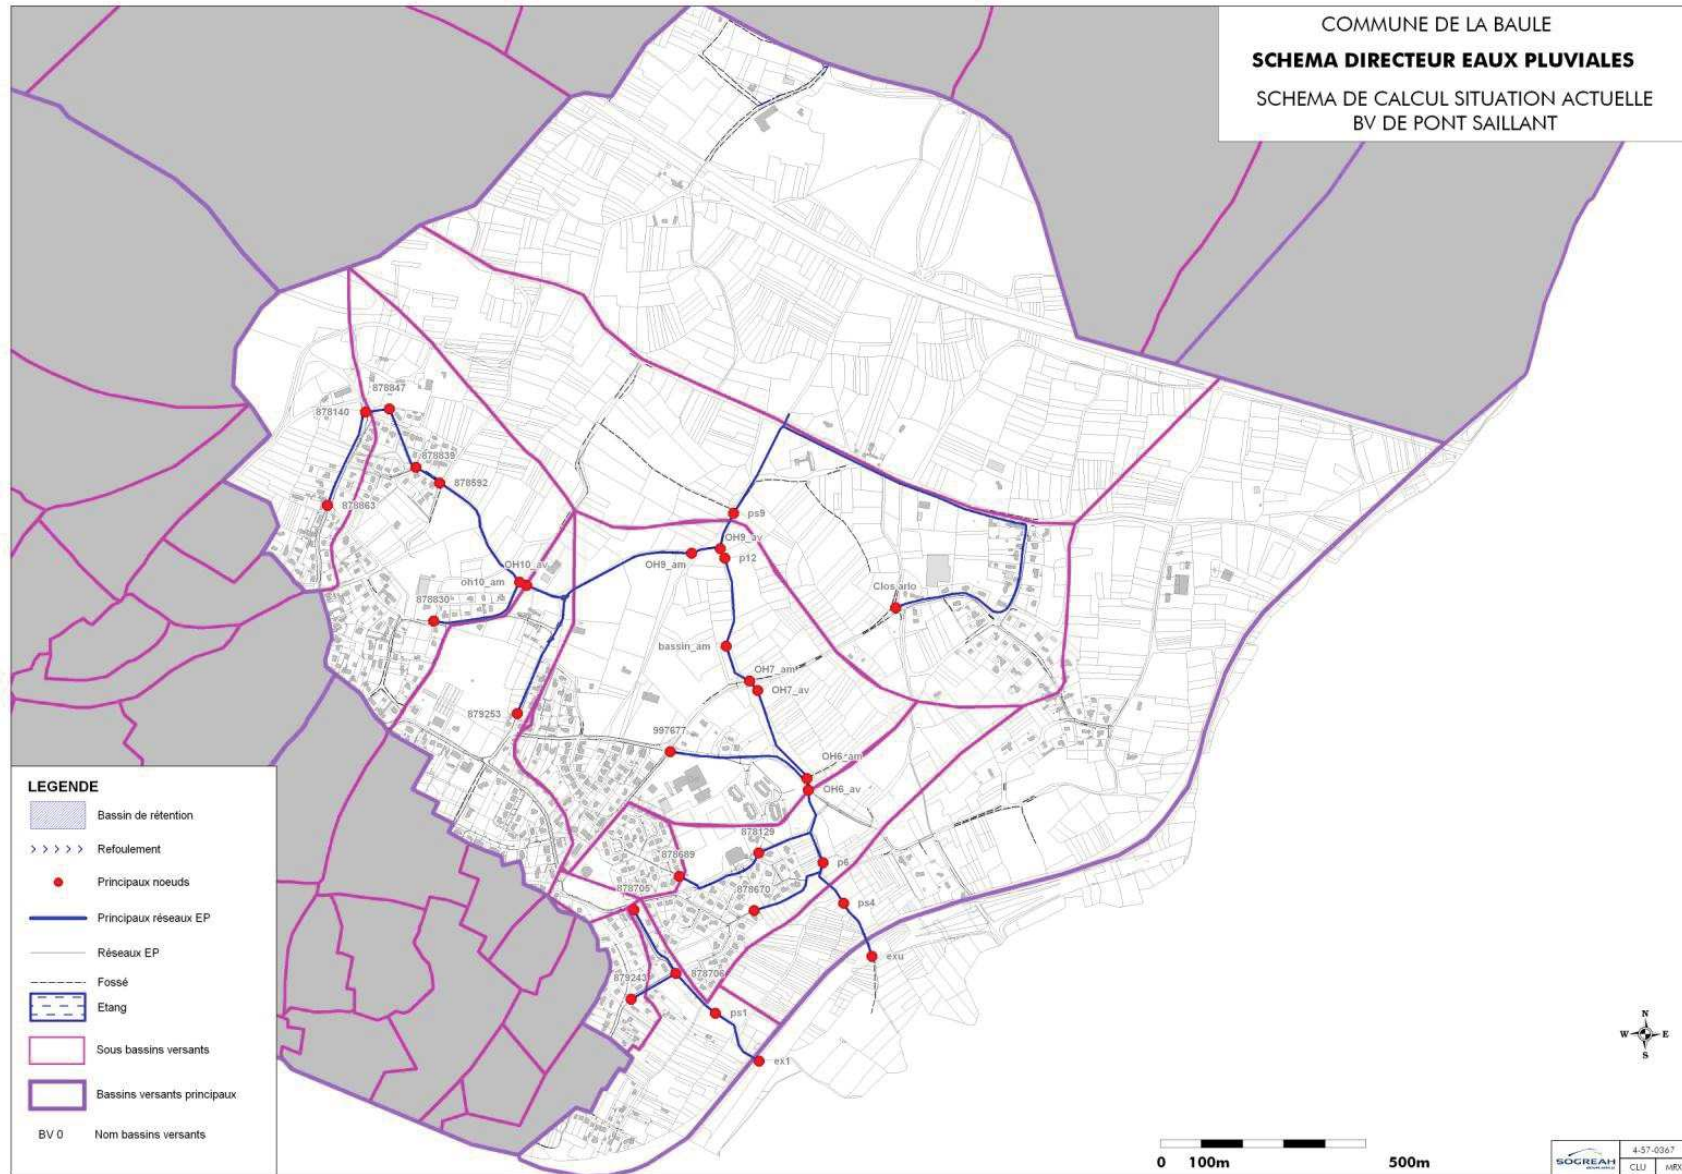 COMMUNE DE LA BAULE
SCHEMA DIRECTEUR EAUX PLUVIALES
SCHEMA DE CALCUL SITUATION ACTUELLE
BV DE PONT SAILLANT
878847
878140
878839
878592
878863
ps9
OH9_av
OH9_am
p12
OH10_av
oh10_am
878830
Clos arlo
bassin_am
OH7_am
OH7_av
879253
997677
OH6_am
OH6_av
878129
878689
p6
878705
878670
ps4
exu
879243
878706
ps1
ex1
LEGENDE
Bassin de rétention
Refoulement
Principaux noeuds
Principaux réseaux EP
Réseaux EP
Fossé
Etang
Sous bassins versants
Bassins versants principaux
BV 0 Nom bassins versants
N
W E
S
0 100m 500m
SOGREAH
4-57-0367
CLU MRX